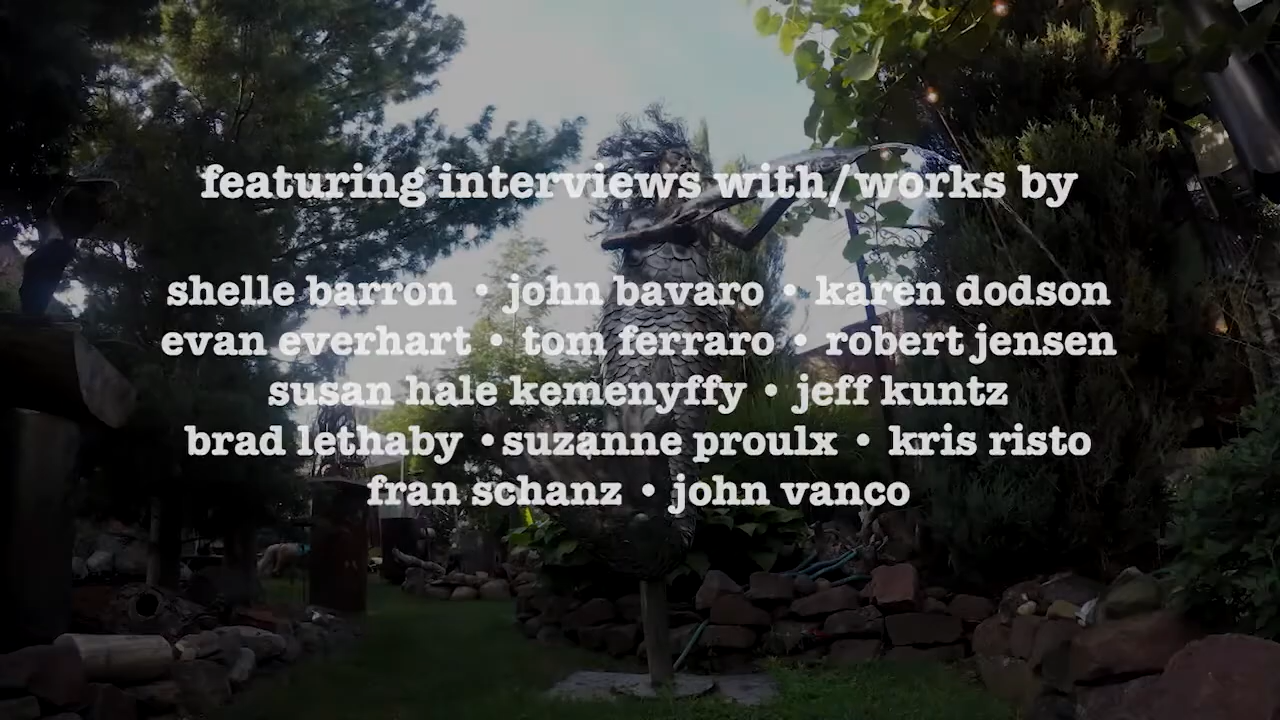 featuring interviews with/works by
shelle barron • john bavaro • karen dodson
evan everhart • tom ferraro • robert jensen
susan hale kemenyffy • jeff kuntz
brad lethaby • suzanne proulx • kris risto
fran schanz • john vanco